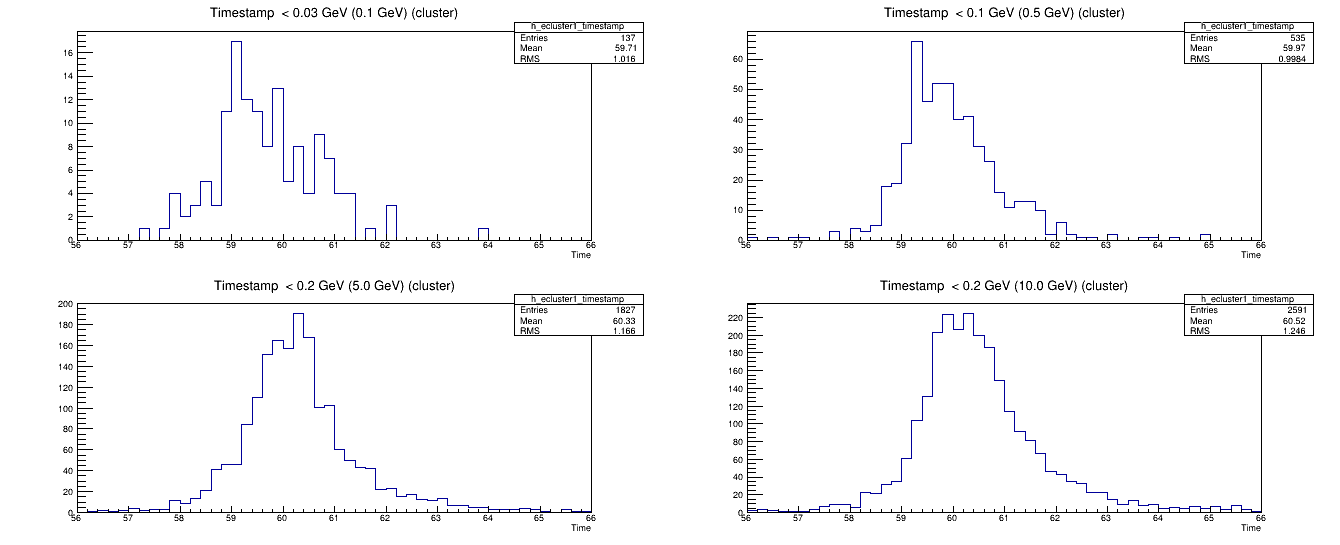 Timestamp < 0.03 GeV (0.1 GeV) (cluster)
h_ecluster1_timestamp
Entries 137
Mean 59.71
RMS 1.016
16
14
12
10
8
6
4
2
0
56 57 58 59 60 61 62 63 64 65 66
Time
Timestamp < 0.1 GeV (0.5 GeV) (cluster)
h_ecluster1_timestamp
Entries 535
Mean 59.97
RMS 0.9984
60
50
40
30
20
10
0
56 57 58 59 60 61 62 63 64 65 66
Time
Timestamp < 0.2 GeV (5.0 GeV) (cluster)
h_ecluster1_timestamp
Entries 1827
Mean 60.33
RMS 1.166
200
180
160
140
120
100
80
60
40
20
0
56 57 58 59 60 61 62 63 64 65 66
Time
Timestamp < 0.2 GeV (10.0 GeV) (cluster)
h_ecluster1_timestamp
Entries 2591
Mean 60.52
RMS 1.246
220
200
180
160
140
120
100
80
60
40
20
0
56 57 58 59 60 61 62 63 64 65 66
Time